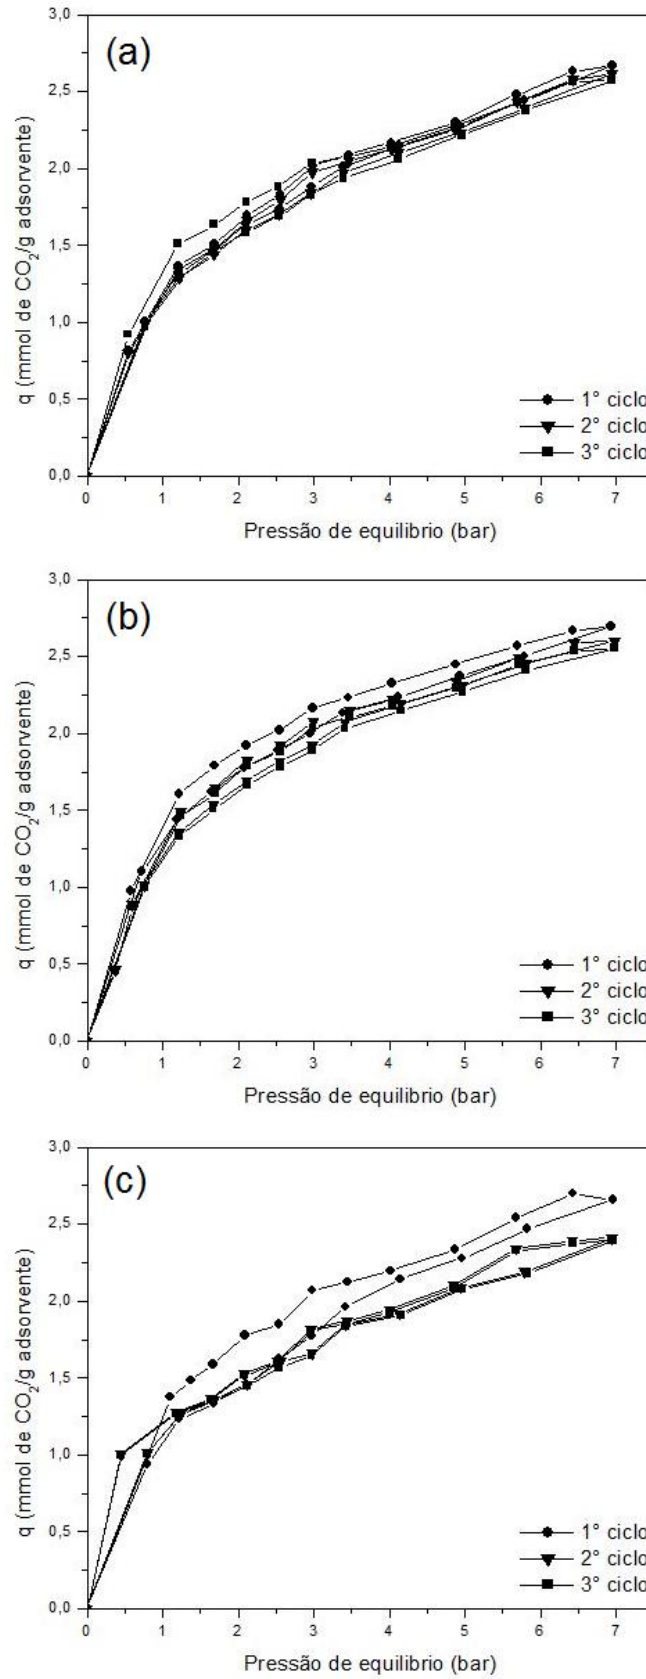 (a)
3,0
2,5
2,0
1,5
1,0
0,5
0,0
q (mmol de CO₂/g adsorvente)
1° ciclo
2° ciclo
3° ciclo
0 1 2 3 4 5 6 7
Pressão de equilibrio (bar)
(b)
3,0
2,5
2,0
1,5
1,0
0,5
0,0
q (mmol de CO₂/g adsorvente)
1° ciclo
2° ciclo
3° ciclo
0 1 2 3 4 5 6 7
Pressão de equilibrio (bar)
(c)
3,0
2,5
2,0
1,5
1,0
0,5
0,0
q (mmol de CO₂/g adsorvente)
1° ciclo
2° ciclo
3° ciclo
0 1 2 3 4 5 6 7
Pressão de equilibrio (bar)